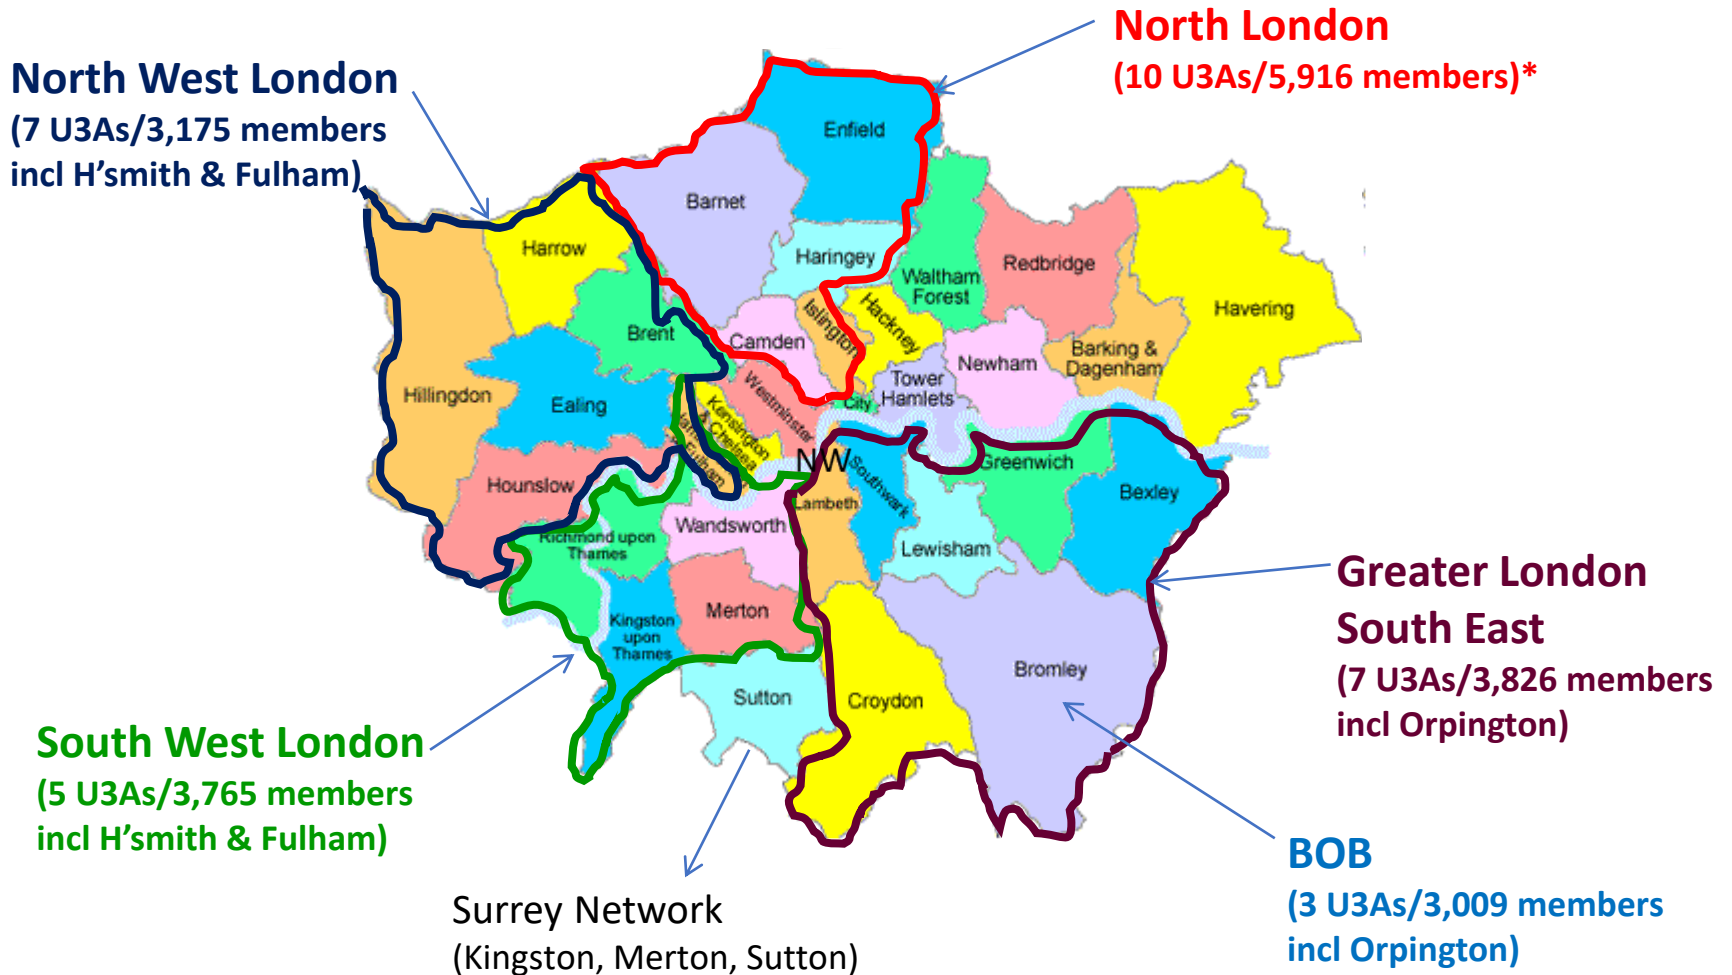 North London
(10 U3As/5,916 members)*
North West London
(7 U3As/3,175 members
incl H'smith & Fulham)
Enfield
Barnet
Haringey
Harrow
Waltham
Forest
Redbridge
Havering
Brent
Camden
Islington
Hackney
Newham
Barking &
Dagenham
Hillingdon
Ealing
Westminster
City
Tower
Hamlets
Kensington
& Chelsea
Fulham
NW
Hounslow
Southwark
Greenwich
Bexley
Lambeth
Wandsworth
Richmond upon
Thames
Lewisham
Merton
Kingston
upon
Thames
Sutton
Croydon
Bromley
Greater London
South East
(7 U3As/3,826 members
incl Orpington)
South West London
(5 U3As/3,765 members
incl H'smith & Fulham)
BOB
(3 U3As/3,009 members
incl Orpington)
Surrey Network
(Kingston, Merton, Sutton)